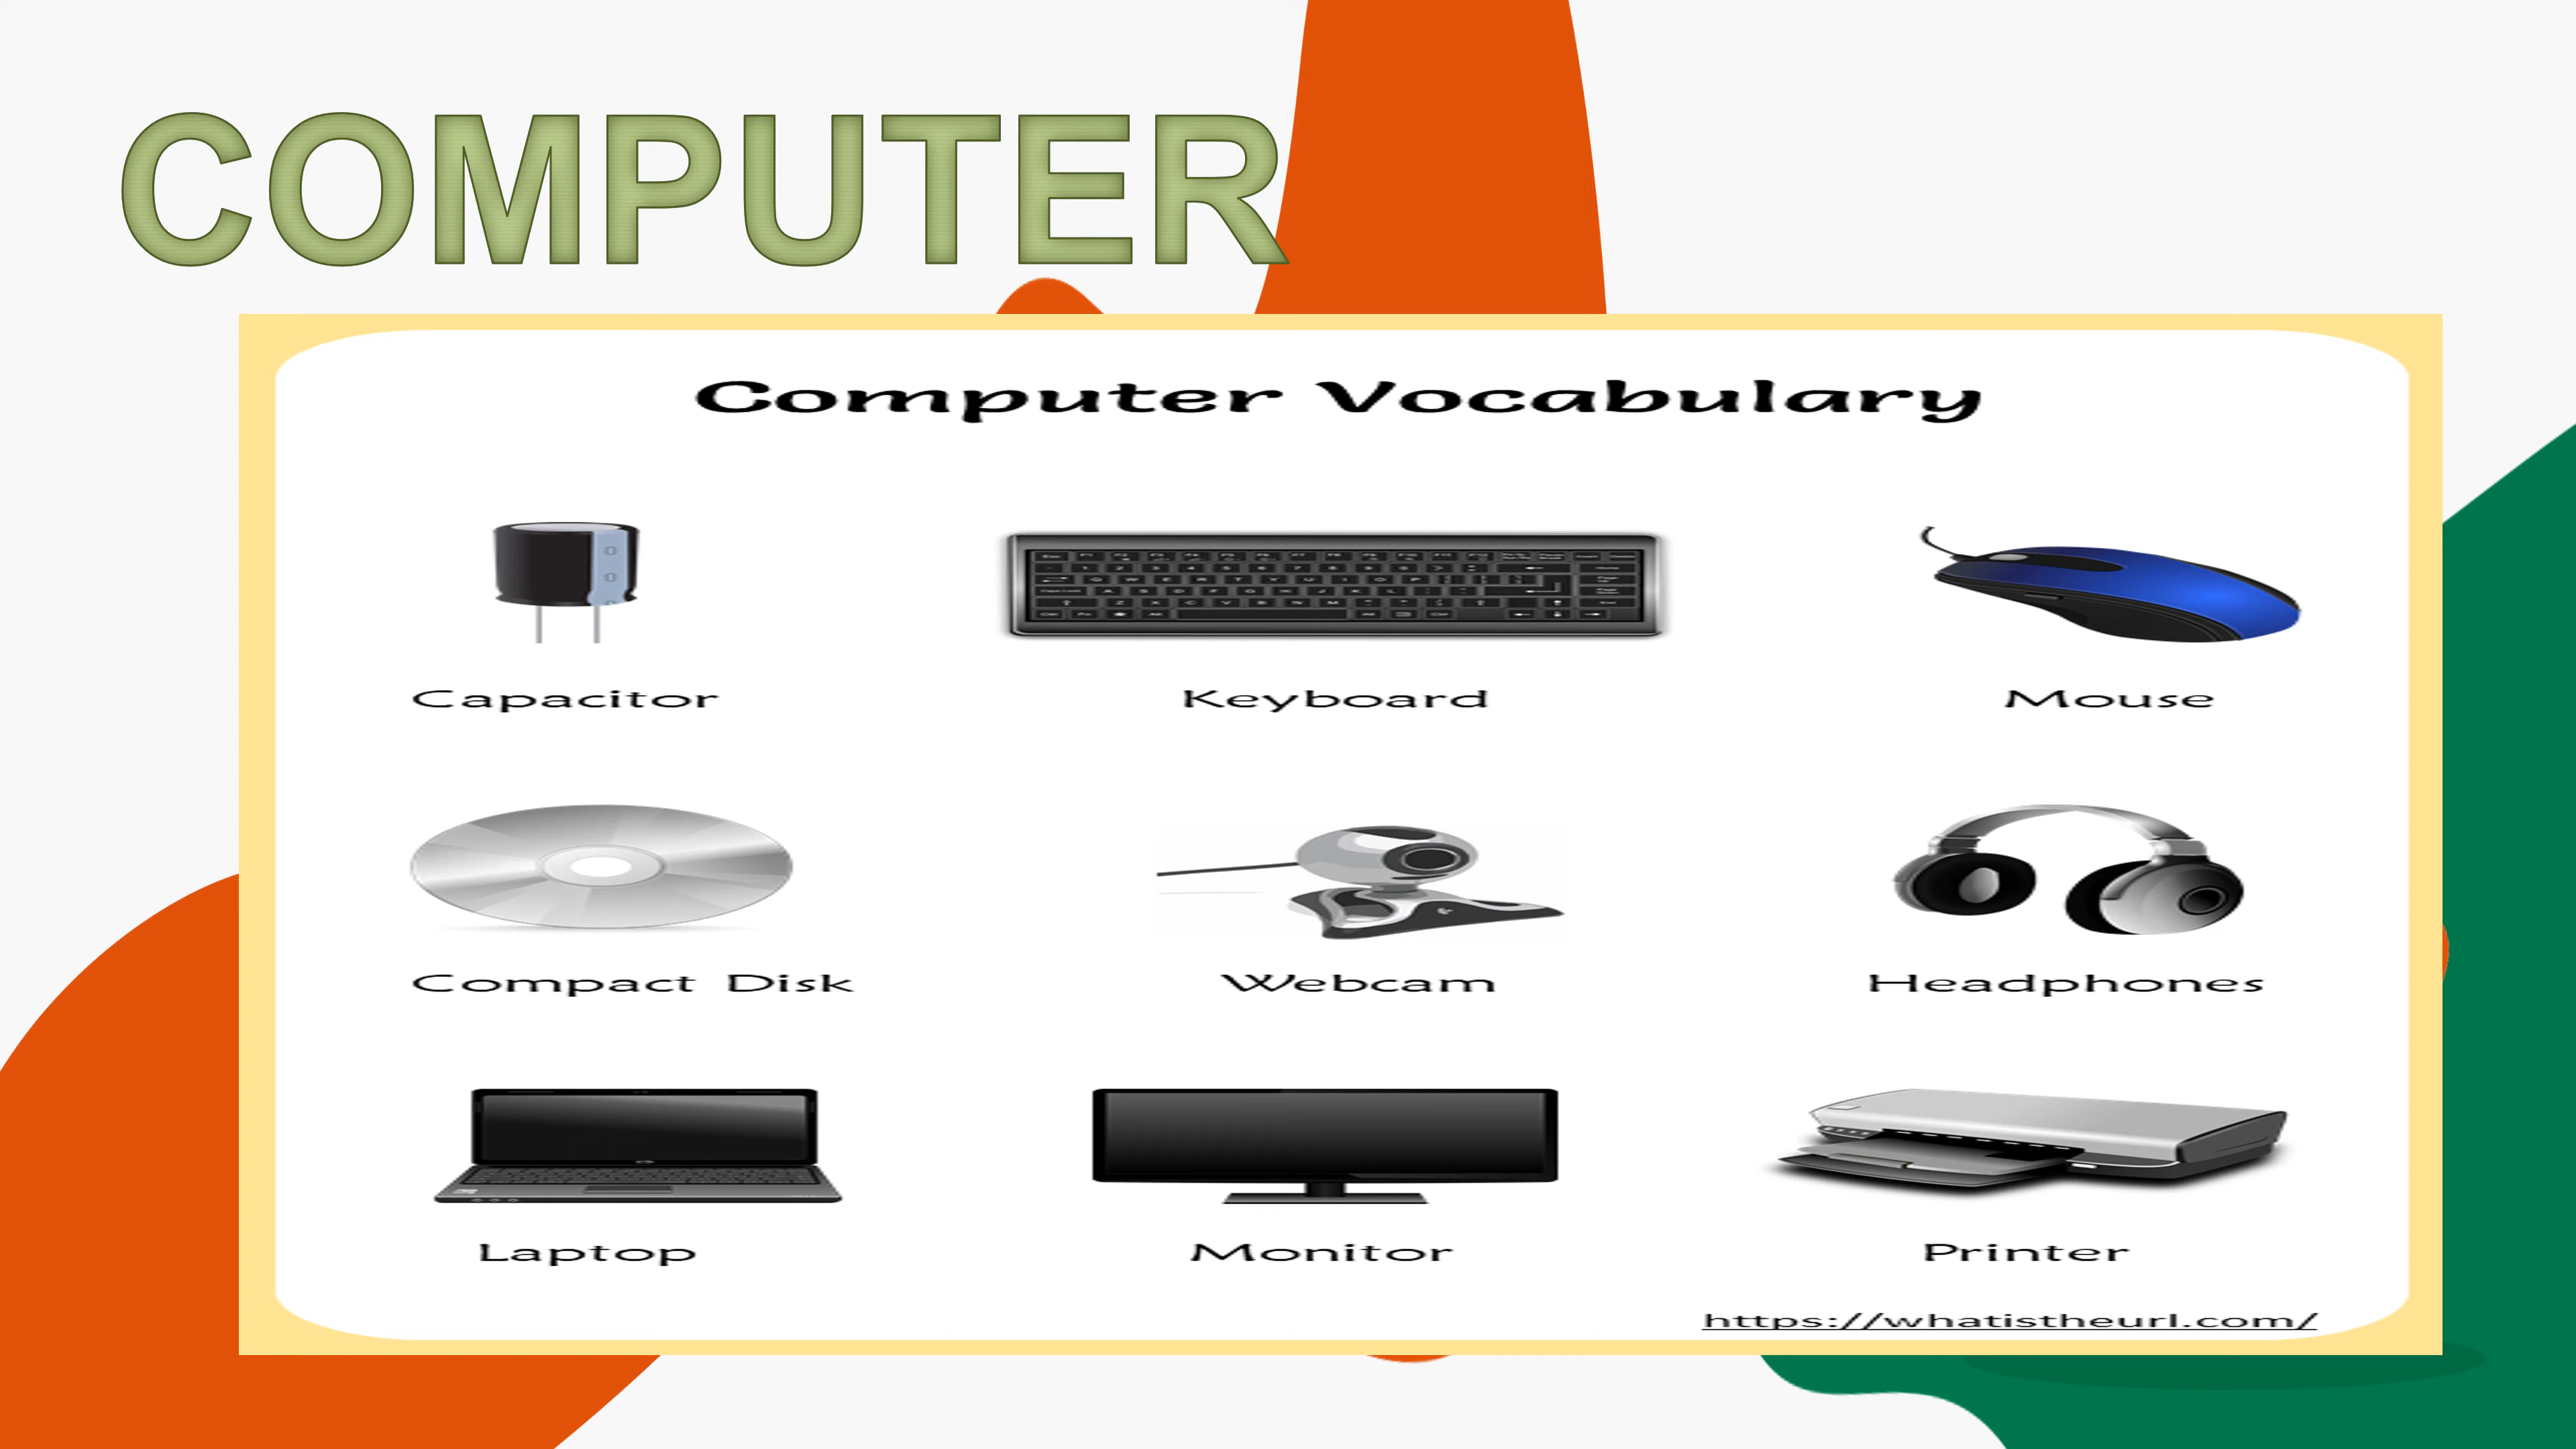 COMPUTER
Computer Vocabulary
Capacitor Keyboard Mouse
Compact Disk Webcam Headphones
Laptop Monitor Printer
https://whatistheurl.com/